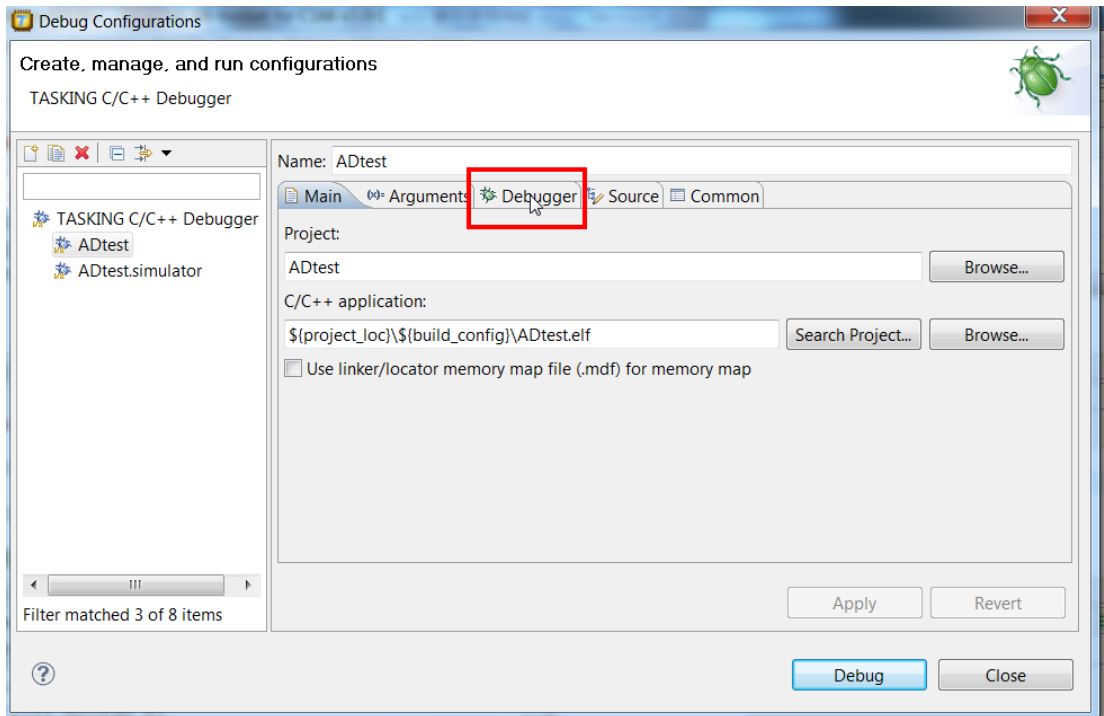 Debug Configurations
Create, manage, and run configurations
TASKING C/C++ Debugger
Name: ADtest
Main (x)= Arguments Debugger Source Common
TASKING C/C++ Debugger
ADtest
ADtest.simulator
Project:
ADtest Browse...
C/C++ application:
${project_loc}\${build_config}\ADtest.elf Search Project... Browse...
Use linker/locator memory map file (.mdf) for memory map
Filter matched 3 of 8 items
Apply Revert
Debug Close